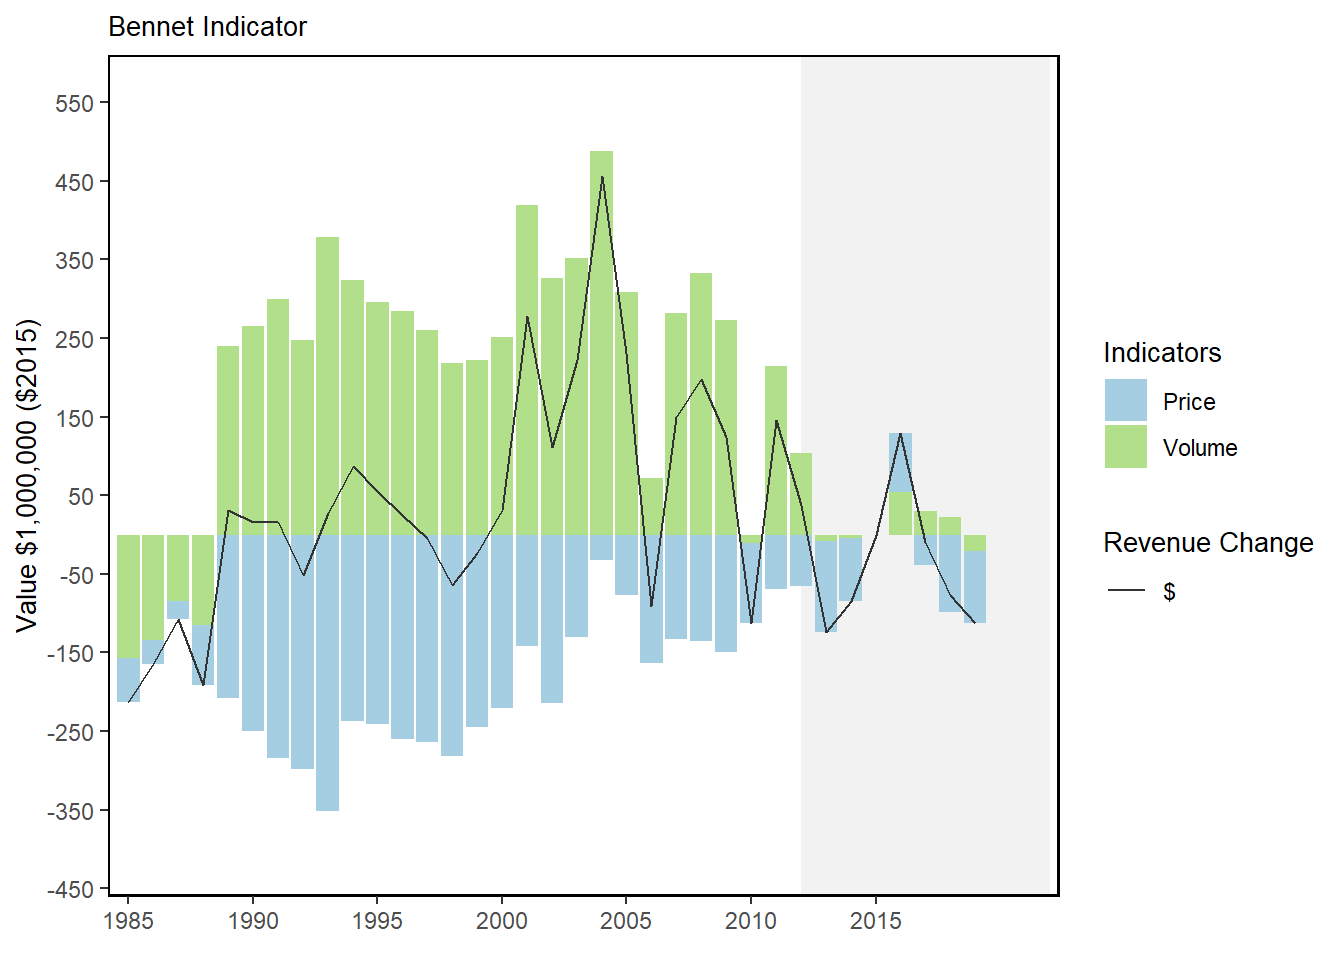 Bennet Indicator
Value $1,000,000 ($2015)
550
450
350
250
150
50
-50
-150
-250
-350
-450
1985 1990 1995 2000 2005 2010 2015
Indicators
Price
Volume
Revenue Change
$